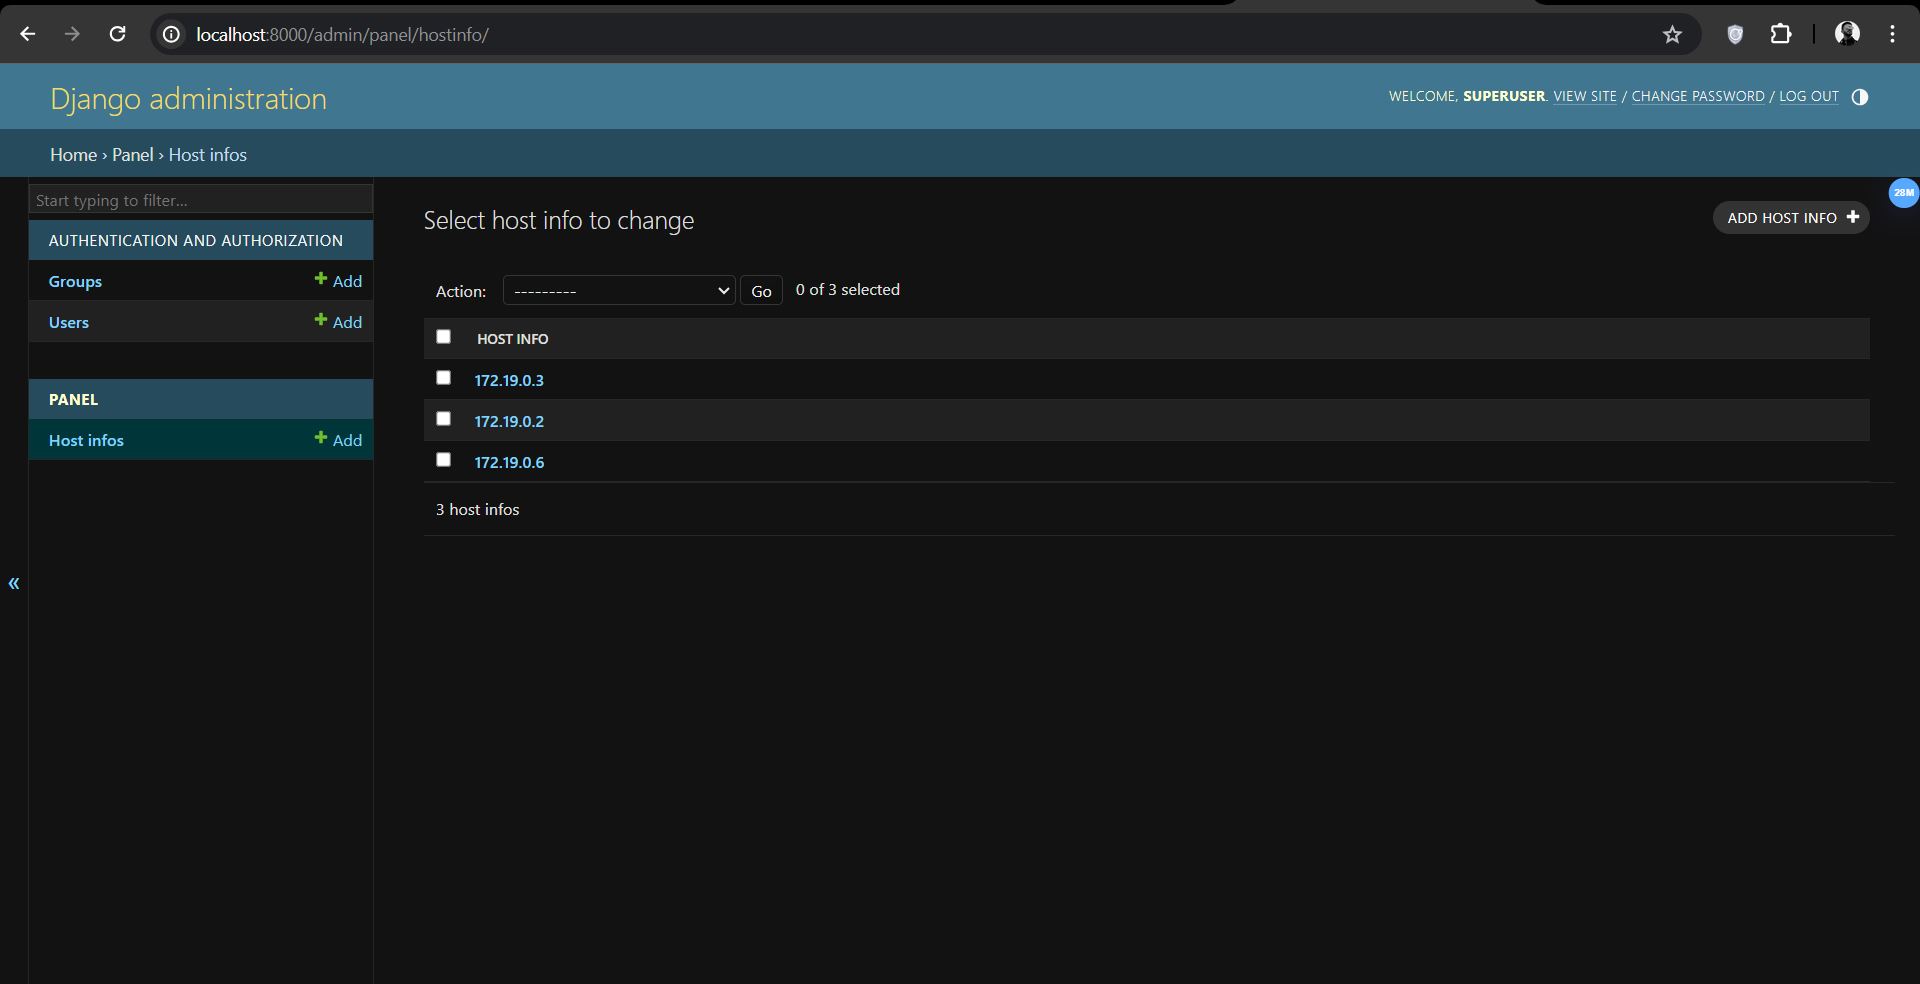 localhost:8000/admin/panel/hostinfo/
Django administration
WELCOME, SUPERUSER. VIEW SITE / CHANGE PASSWORD / LOG OUT
Home › Panel › Host infos
Start typing to filter...
28M
AUTHENTICATION AND AUTHORIZATION
Groups Add
Users Add
PANEL
Host infos Add
«
Select host info to change
ADD HOST INFO
Action: --------- Go 0 of 3 selected
HOST INFO
172.19.0.3
172.19.0.2
172.19.0.6
3 host infos